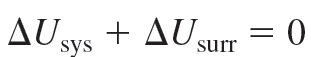 ΔU_sys + ΔU_surr = 0